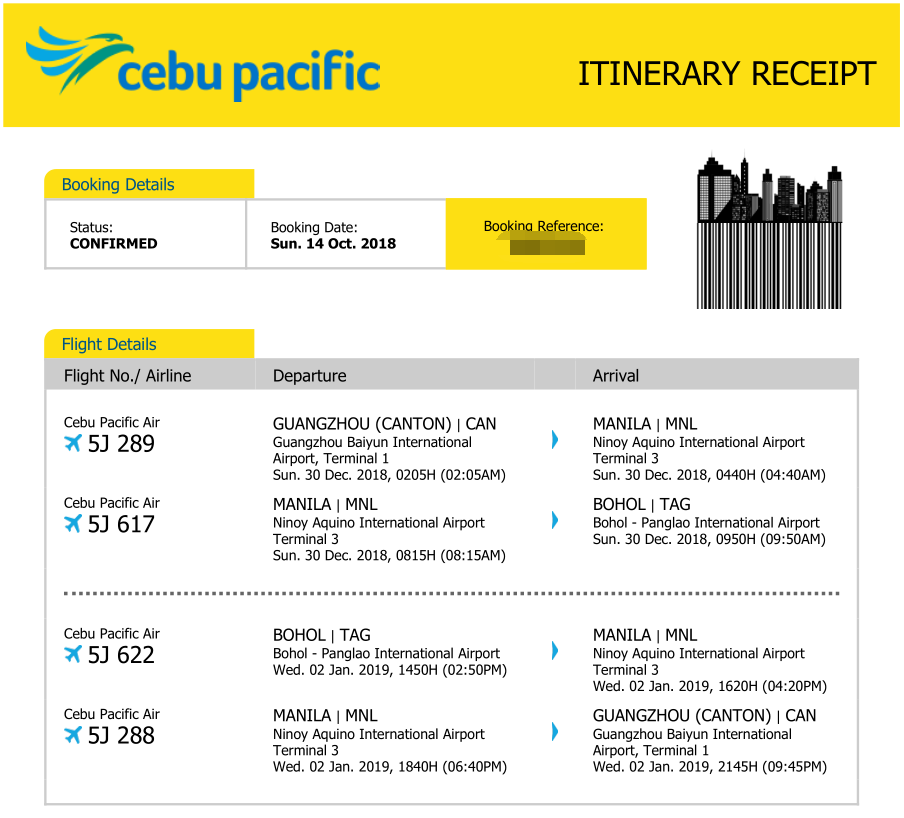 cebu pacific
ITINERARY RECEIPT
Booking Details
Status:
CONFIRMED
Booking Date:
Sun. 14 Oct. 2018
Booking Reference:
Flight Details
Flight No./ Airline
Departure
Arrival
Cebu Pacific Air
5J 289
GUANGZHOU (CANTON) | CAN
Guangzhou Baiyun International
Airport, Terminal 1
Sun. 30 Dec. 2018, 0205H (02:05AM)
MANILA | MNL
Ninoy Aquino International Airport
Terminal 3
Sun. 30 Dec. 2018, 0440H (04:40AM)
Cebu Pacific Air
5J 617
MANILA | MNL
Ninoy Aquino International Airport
Terminal 3
Sun. 30 Dec. 2018, 0815H (08:15AM)
BOHOL | TAG
Bohol - Panglao International Airport
Sun. 30 Dec. 2018, 0950H (09:50AM)
Cebu Pacific Air
5J 622
BOHOL | TAG
Bohol - Panglao International Airport
Wed. 02 Jan. 2019, 1450H (02:50PM)
MANILA | MNL
Ninoy Aquino International Airport
Terminal 3
Wed. 02 Jan. 2019, 1620H (04:20PM)
Cebu Pacific Air
5J 288
MANILA | MNL
Ninoy Aquino International Airport
Terminal 3
Wed. 02 Jan. 2019, 1840H (06:40PM)
GUANGZHOU (CANTON) | CAN
Guangzhou Baiyun International
Airport, Terminal 1
Wed. 02 Jan. 2019, 2145H (09:45PM)